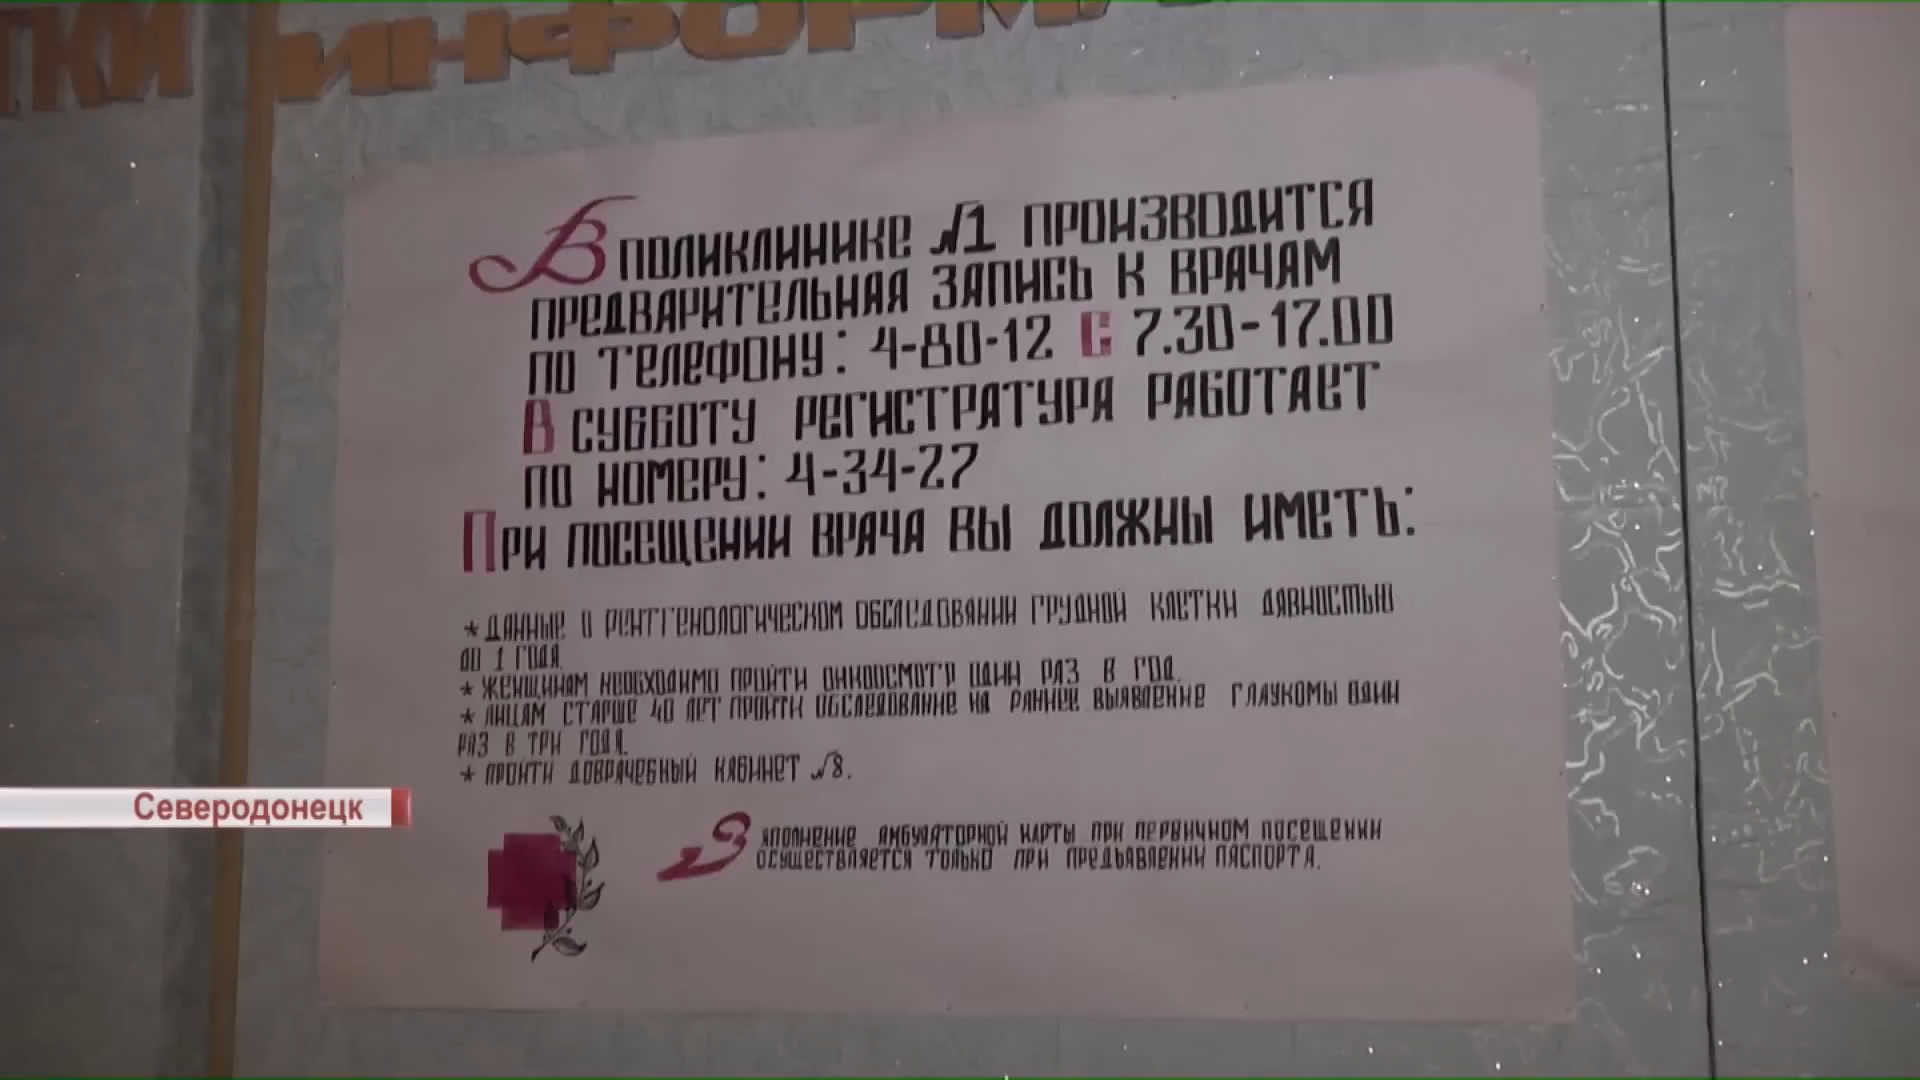 ТКИ ИНФОРМА
В ПОЛИКЛИНИКЕ №1 ПРОИЗВОДИТСЯ
ПРЕДВАРИТЕЛЬНАЯ ЗАПИСЬ К ВРАЧАМ
ПО ТЕЛЕФОНУ: 4-80-12 С 7.30-17.00
В СУББОТУ РЕГИСТРАТУРА РАБОТАЕТ
ПО НОМЕРУ: 4-34-27
ПРИ ПОСЕЩЕНИИ ВРАЧА ВЫ ДОЛЖНЫ ИМЕТЬ:
* ДАННЫЕ О РЕНТГЕНОЛОГИЧЕСКОМ ОБСЛЕДОВАНИИ ГРУДНОЙ КЛЕТКИ ДАВНОСТЬЮ
ДО 1 ГОДА.
* ЖЕНЩИНАМ НЕОБХОДИМО ПРОЙТИ ОНКООСМОТР ОДИН РАЗ В ГОД.
* ЛИЦАМ СТАРШЕ 40 ЛЕТ ПРОЙТИ ОБСЛЕДОВАНИЕ НА РАННЕЕ ВЫЯВЛЕНИЕ ГЛАУКОМЫ ОДИН
РАЗ В ТРИ ГОДА.
* ПРОЙТИ ДОВРАЧЕБНЫЙ КАБИНЕТ №8.
Северодонецк
ЗАПОЛНЕНИЕ АМБУЛАТОРНОЙ КАРТЫ ПРИ ПЕРВИЧНОМ ПОСЕЩЕНИИ
ОСУЩЕСТВЛЯЕТСЯ ТОЛЬКО ПРИ ПРЕДЪЯВЛЕНИИ ПАСПОРТА.